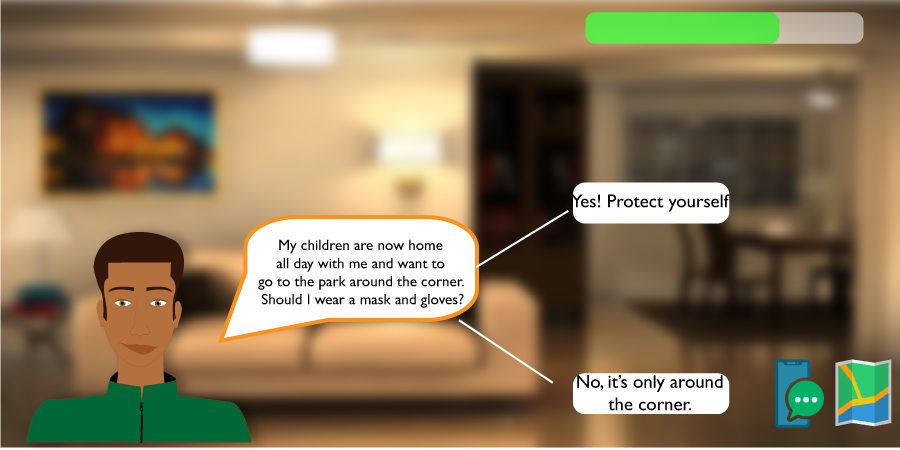 My children are now home
all day with me and want to
go to the park around the corner.
Should I wear a mask and gloves?
Yes! Protect yourself
No, it's only around
the corner.